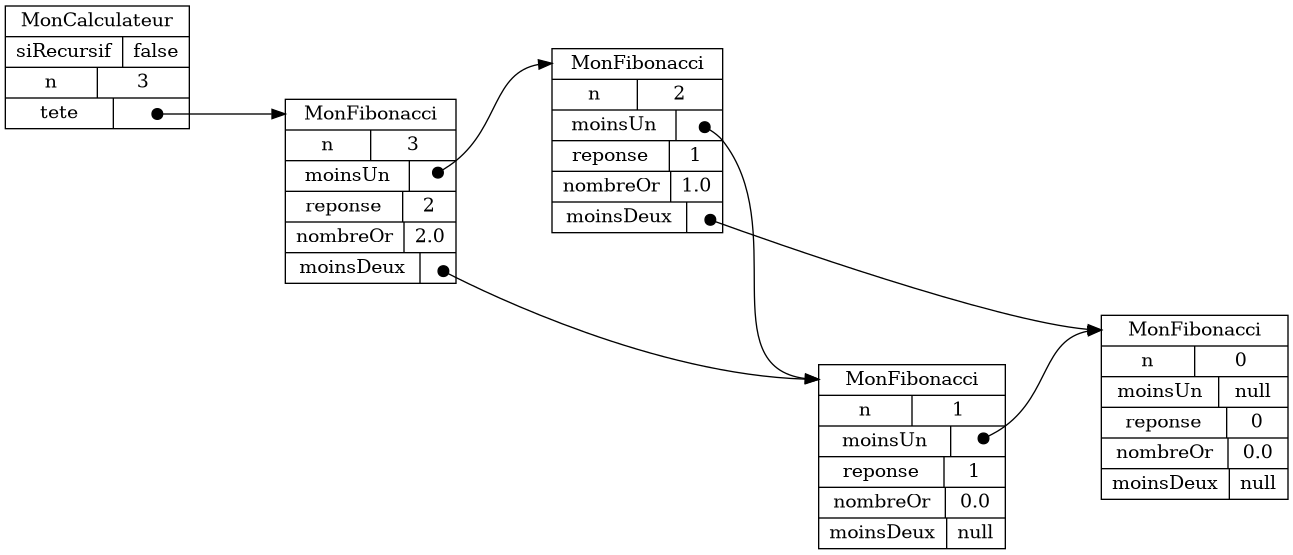 MonCalculateur
siRecursif false
n 3
tete
MonFibonacci
n 3
moinsUn
reponse 2
nombreOr 2.0
moinsDeux
MonFibonacci
n 2
moinsUn
reponse 1
nombreOr 1.0
moinsDeux
MonFibonacci
n 1
moinsUn
reponse 1
nombreOr 0.0
moinsDeux null
MonFibonacci
n 0
moinsUn null
reponse 0
nombreOr 0.0
moinsDeux null